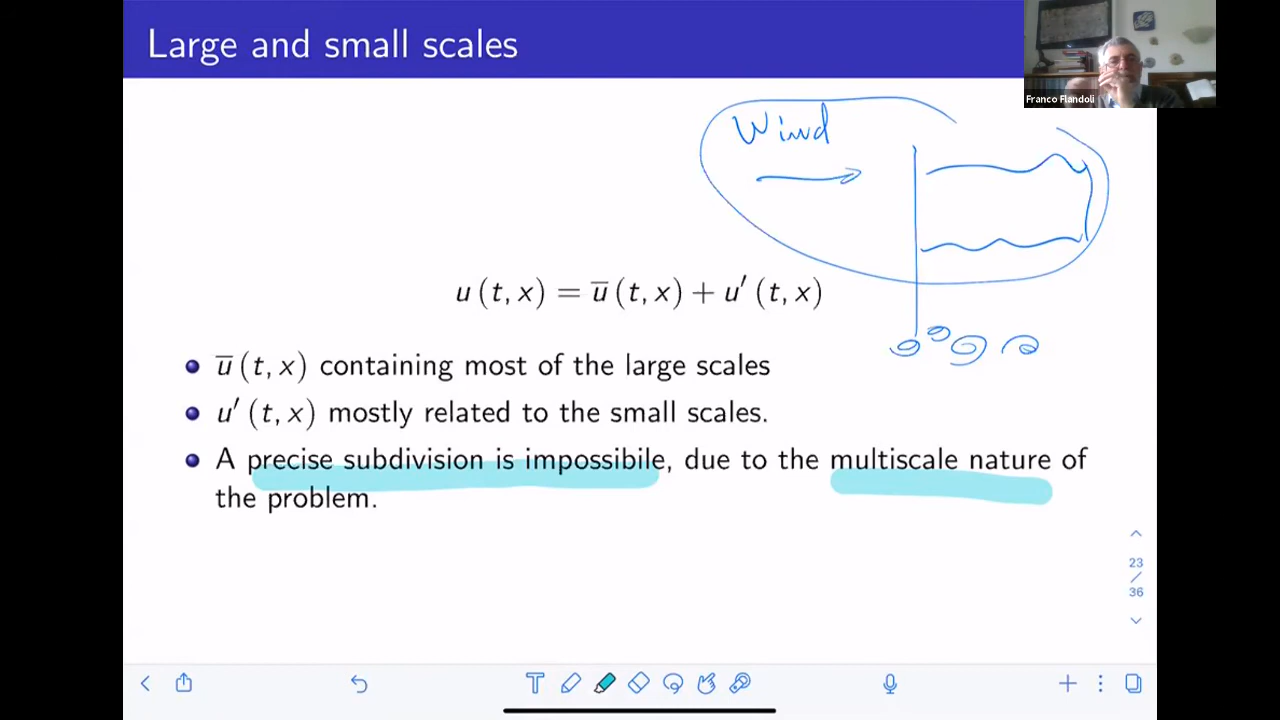 Large and small scales
Franco Flandoli
Wind
u (t, x) = u̅ (t, x) + u′ (t, x)
u̅ (t, x) containing most of the large scales
u′ (t, x) mostly related to the small scales.
A precise subdivision is impossibile, due to the multiscale nature of
the problem.
23
/
36